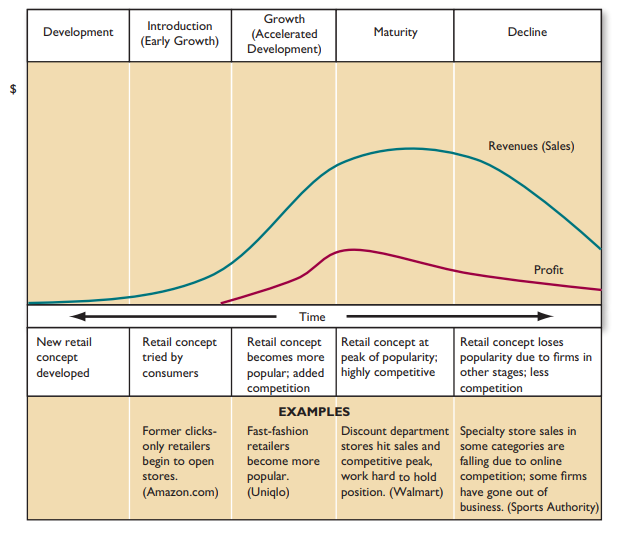 Development
Introduction
(Early Growth)
Growth
(Accelerated
Development)
Maturity
Decline
$
Revenues (Sales)
Profit
Time
New retail
concept
developed
Retail concept
tried by
consumers
Retail concept
becomes more
popular; added
competition
Retail concept at
peak of popularity;
highly competitive
Retail concept loses
popularity due to firms in
other stages; less
competition
EXAMPLES
Former clicks-
only retailers
begin to open
stores.
(Amazon.com)
Fast-fashion
retailers
become more
popular.
(Uniqlo)
Discount department
stores hit sales and
competitive peak,
work hard to hold
position. (Walmart)
Specialty store sales in
some categories are
falling due to online
competition; some firms
have gone out of
business. (Sports Authority)